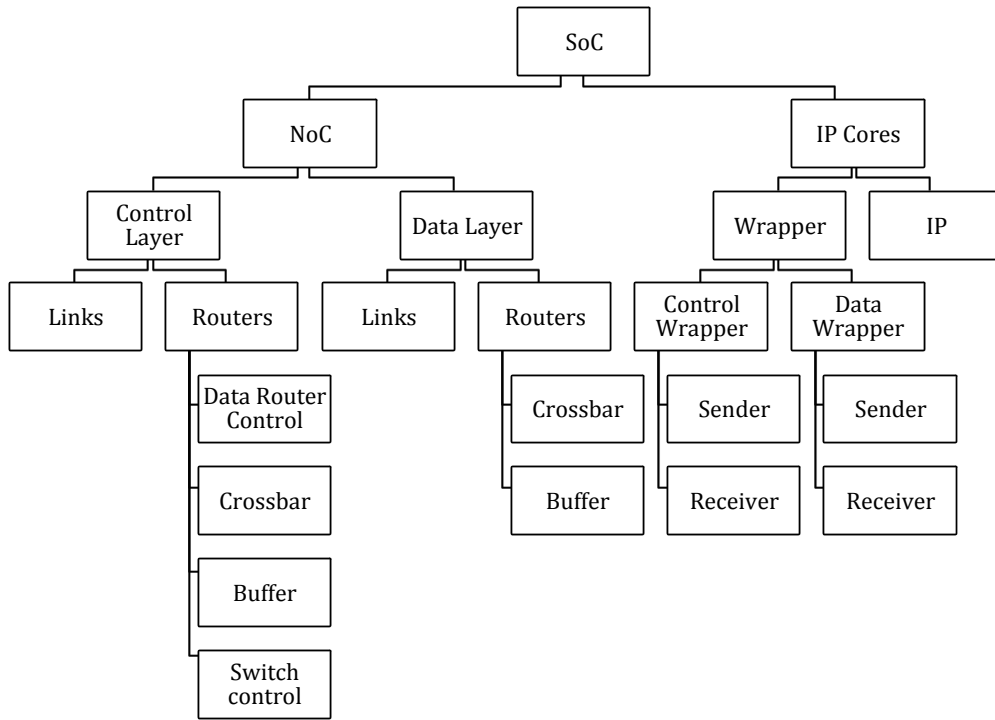 SoC
NoC
IP Cores
Control
Layer
Data Layer
Wrapper
IP
Links
Routers
Links
Routers
Control
Wrapper
Data
Wrapper
Data Router
Control
Crossbar
Sender
Sender
Crossbar
Buffer
Receiver
Receiver
Buffer
Switch
control